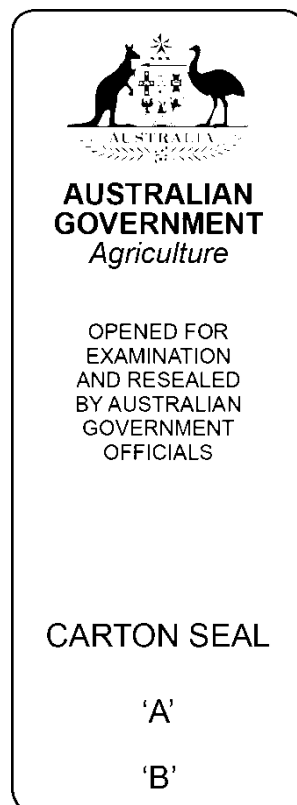 AUSTRALIA
AUSTRALIAN
GOVERNMENT
Agriculture
OPENED FOR
EXAMINATION
AND RESEALED
BY AUSTRALIAN
GOVERNMENT
OFFICIALS
CARTON SEAL
‘A’
‘B’